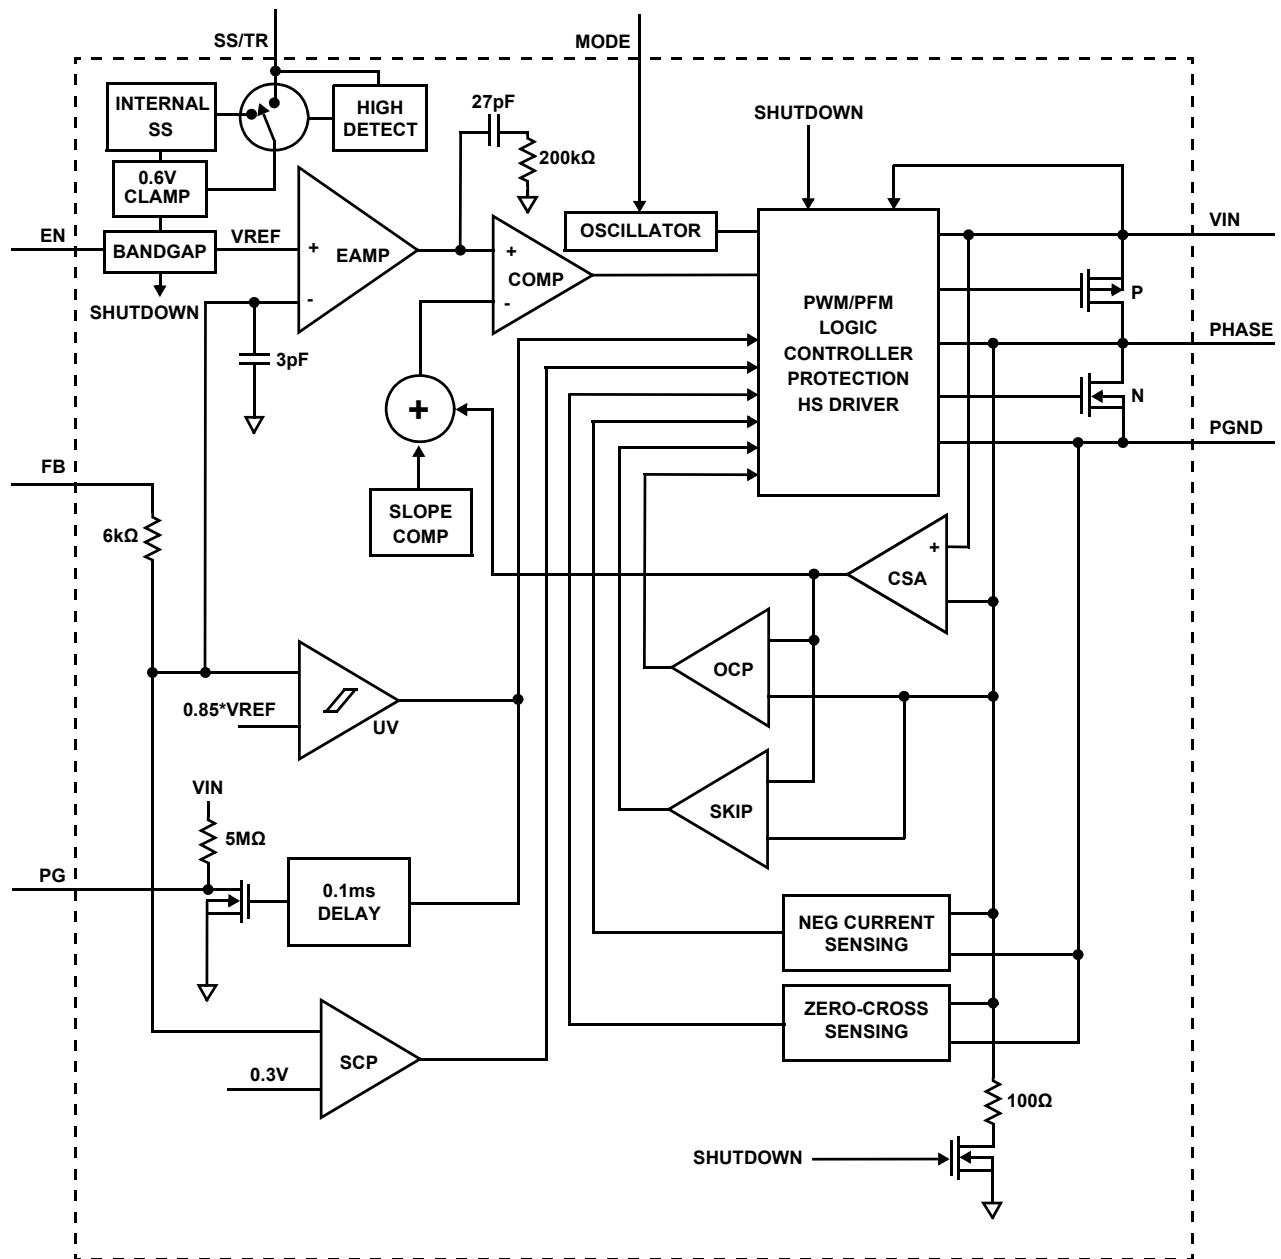 SS/TR
MODE
INTERNAL
SS
HIGH
DETECT
27pF
SHUTDOWN
200kΩ
0.6V
CLAMP
VIN
EN
BANDGAP
VREF
+
EAMP
-
+
COMP
-
OSCILLATOR
SHUTDOWN
PWM/PFM
LOGIC
CONTROLLER
PROTECTION
HS DRIVER
P
PHASE
3pF
N
+
PGND
FB
SLOPE
COMP
6kΩ
+
CSA
OCP
0.85*VREF
UV
VIN
5MΩ
SKIP
PG
0.1ms
DELAY
NEG CURRENT
SENSING
ZERO-CROSS
SENSING
SCP
0.3V
100Ω
SHUTDOWN